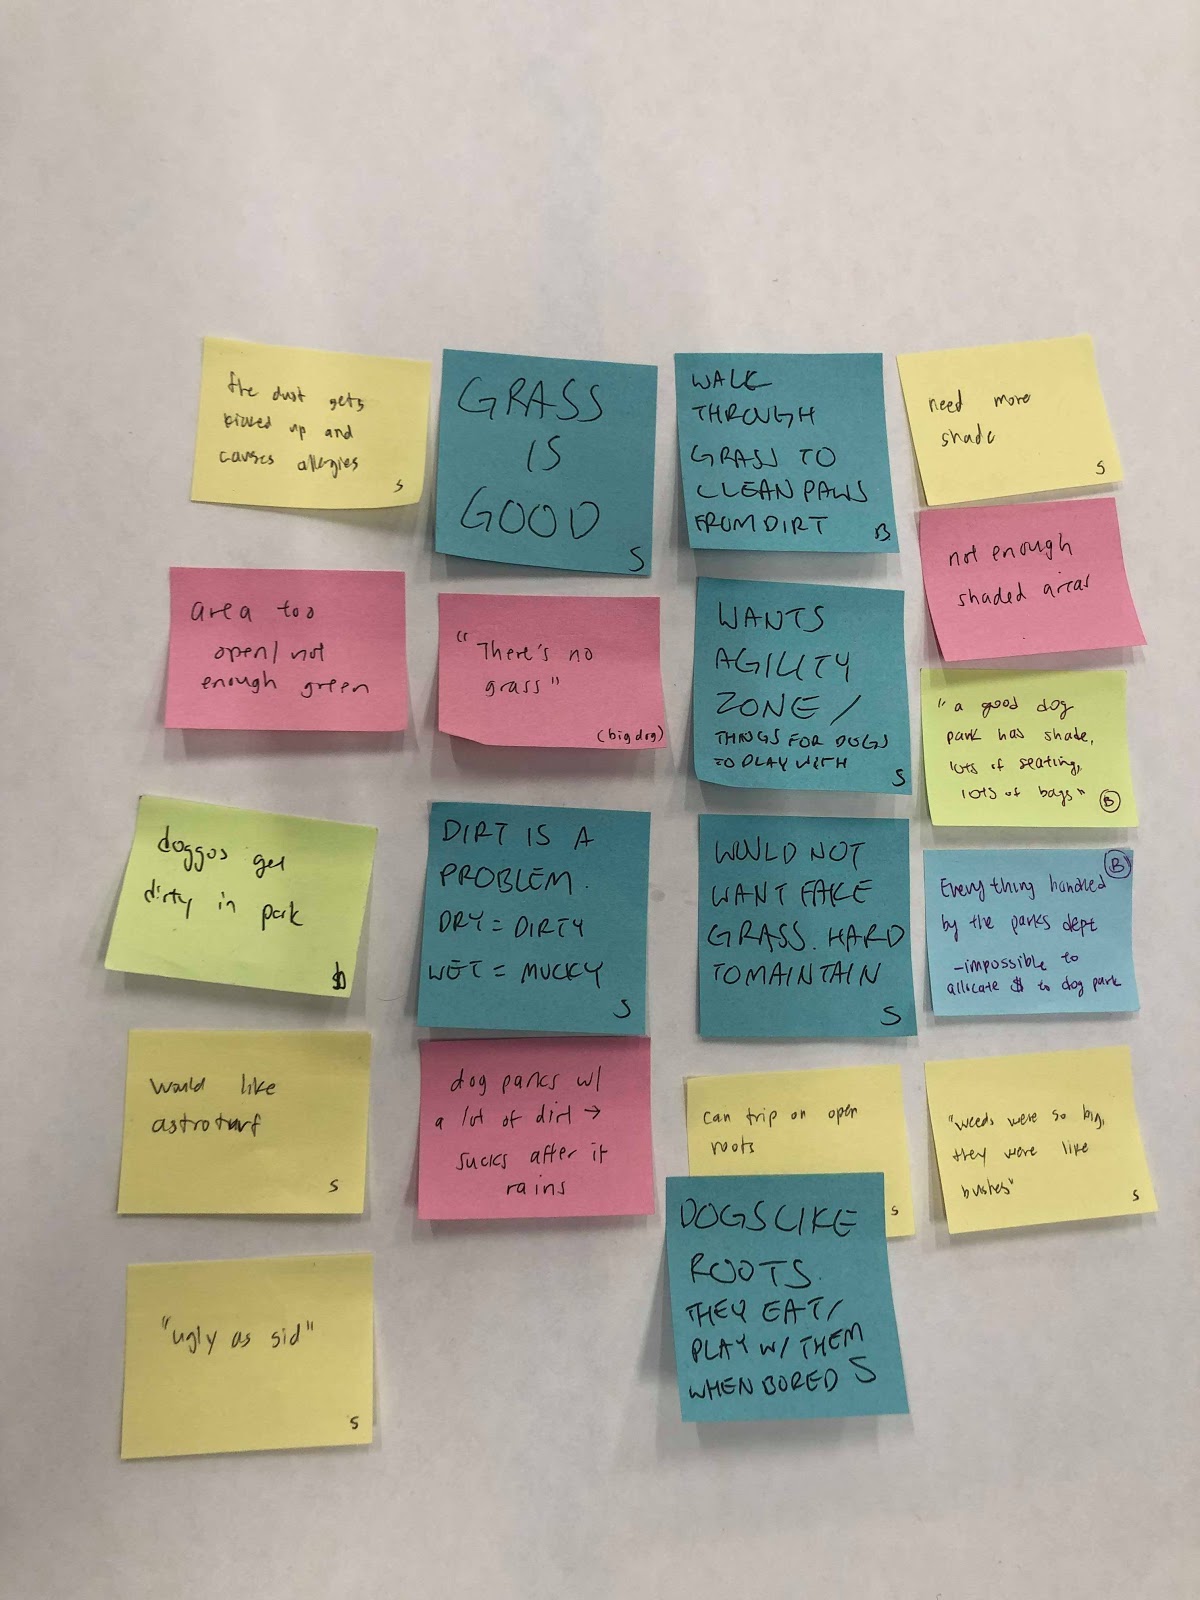 the dust gets
kicked up and
causes allergies
S
area too
open/not
enough green
doggos get
dirty in park
would like
astroturf
S
"ugly as sid"
S
GRASS
IS
GOOD
S
"There's no
grass"
(big dog)
DIRT IS A
PROBLEM.
DRY = DIRTY
WET = MUCKY
S
dog parks w/
a lot of dirt →
sucks after it
rains
WALK
THROUGH
GRASS TO
CLEAN PAWS
FROM DIRT
B
WANTS
AGILITY
ZONE /
THINGS FOR DOGS
TO PLAY WITH
S
WOULD NOT
WANT FAKE
GRASS. HARD
TO MAINTAIN
S
can trip on open
roots
S
DOGS LIKE
ROOTS.
THEY EAT/
PLAY W/ THEM
WHEN BORED S
need more
shade
S
not enough
shaded areas
"a good dog
park has shade,
lots of seating,
lots of bags"
B
B
Everything handled
by the parks dept
-impossible to
allocate $ to dog park
"weeds were so big,
they were like
bushes"
S